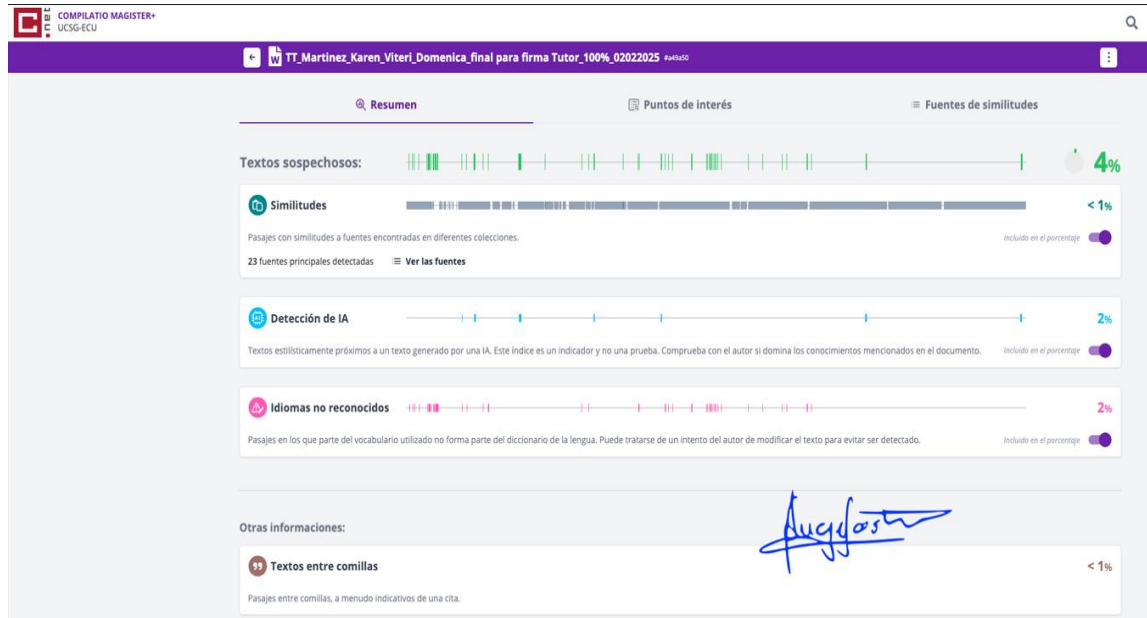 COMPILATIO MAGISTER+
UCSG-ECU
TT_Martinez_Karen_Viteri_Domenica_final para firma Tutor_100%_02022025 #a49a50
Resumen
Puntos de interés
Fuentes de similitudes
Textos sospechosos:
4%
Similitudes
< 1%
Pasajes con similitudes a fuentes encontradas en diferentes colecciones.
Incluido en el porcentaje
23 fuentes principales detectadas
Ver las fuentes
Detección de IA
2%
Textos estilísticamente próximos a un texto generado por una IA. Este índice es un indicador y no una prueba. Comprueba con el autor si domina los conocimientos mencionados en el documento.
Incluido en el porcentaje
Idiomas no reconocidos
2%
Pasajes en los que parte del vocabulario utilizado no forma parte del diccionario de la lengua. Puede tratarse de un intento del autor de modificar el texto para evitar ser detectado.
Incluido en el porcentaje
Otras informaciones:
Textos entre comillas
< 1%
Pasajes entre comillas, a menudo indicativos de una cita.